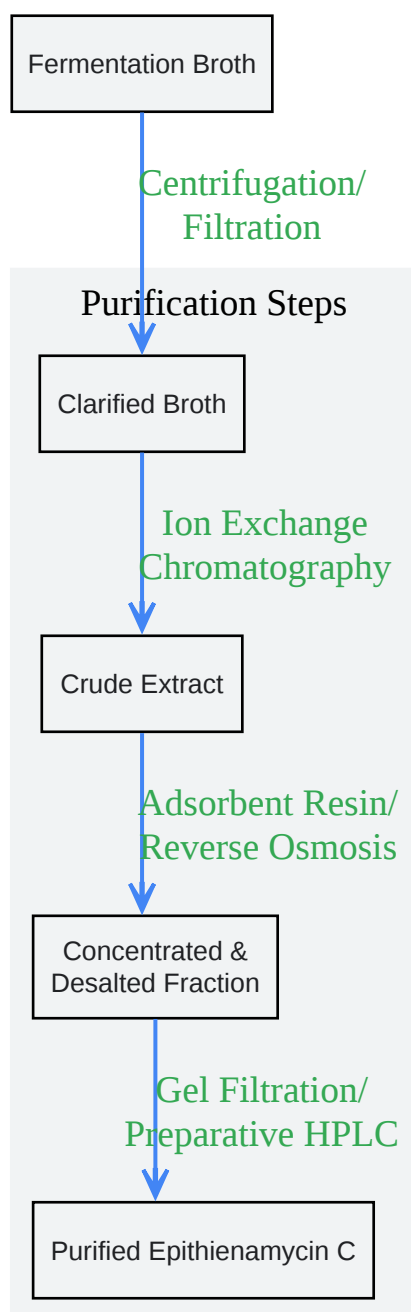 Fermentation Broth
Centrifugation/
Filtration
Purification Steps
Clarified Broth
Ion Exchange
Chromatography
Crude Extract
Adsorbent Resin/
Reverse Osmosis
Concentrated &
Desalted Fraction
Gel Filtration/
Preparative HPLC
Purified Epithienamycin C